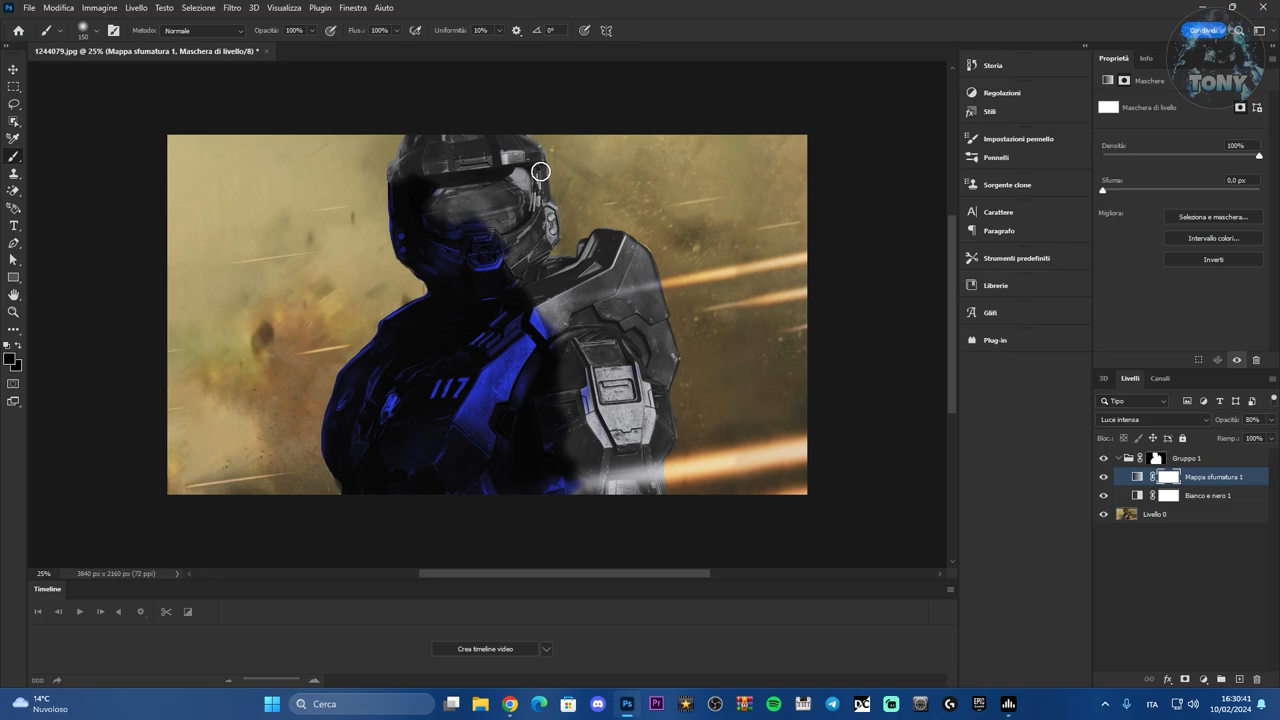 File Modifica Immagine Livello Testo Selezione Filtro 3D Visualizza Plugin Finestra Aiuto
150 Metodo: Normale Opacità: 100% Flus.: 100% Uniformità: 10% 0° Condividi
1244079.jpg @ 25% (Mappa sfumatura 1, Maschera di livello/8) *
TONY
117
Storia
Regolazioni
Stili
Impostazioni pennello
Pennelli
Sorgente clone
Carattere
Paragrafo
Strumenti predefiniti
Librerie
Glifi
Plug-in
Proprietà Info
Maschere
Maschera di livello
Densità: 100%
Sfuma: 0,0 px
Migliora: Seleziona e maschera...
Intervallo colori...
Inverti
3D Livelli Canali
Tipo
Luce intensa Opacità: 80%
Bloc.: Riemp.: 100%
Gruppo 1
Mappa sfumatura 1
Bianco e nero 1
Livello 0
25% 3840 px x 2160 px (72 ppi)
Timeline
Crea timeline video
14°C
Nuvoloso
Cerca
ITA
16:30:41
10/02/2024